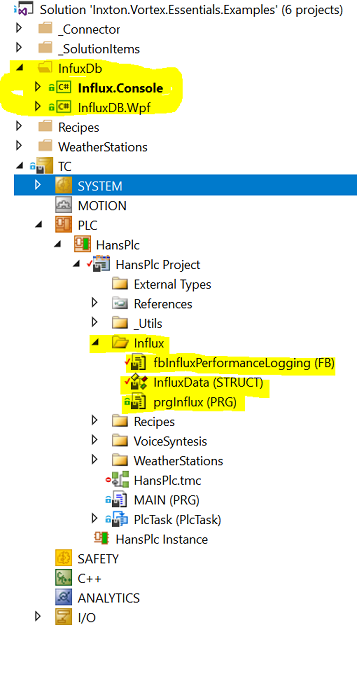 Solution 'Inxton.Vortex.Essentials.Examples' (6 projects)
_Connector
_SolutionItems
InfuxDb
C# Influx.Console
C# InfluxDB.Wpf
Recipes
WeatherStations
TC
SYSTEM
MOTION
PLC
HansPlc
HansPlc Project
External Types
References
_Utils
Influx
fbInfluxPerformanceLogging (FB)
InfluxData (STRUCT)
prgInflux (PRG)
Recipes
VoiceSyntesis
WeatherStations
HansPlc.tmc
MAIN (PRG)
PlcTask (PlcTask)
HansPlc Instance
SAFETY
C++
ANALYTICS
I/O